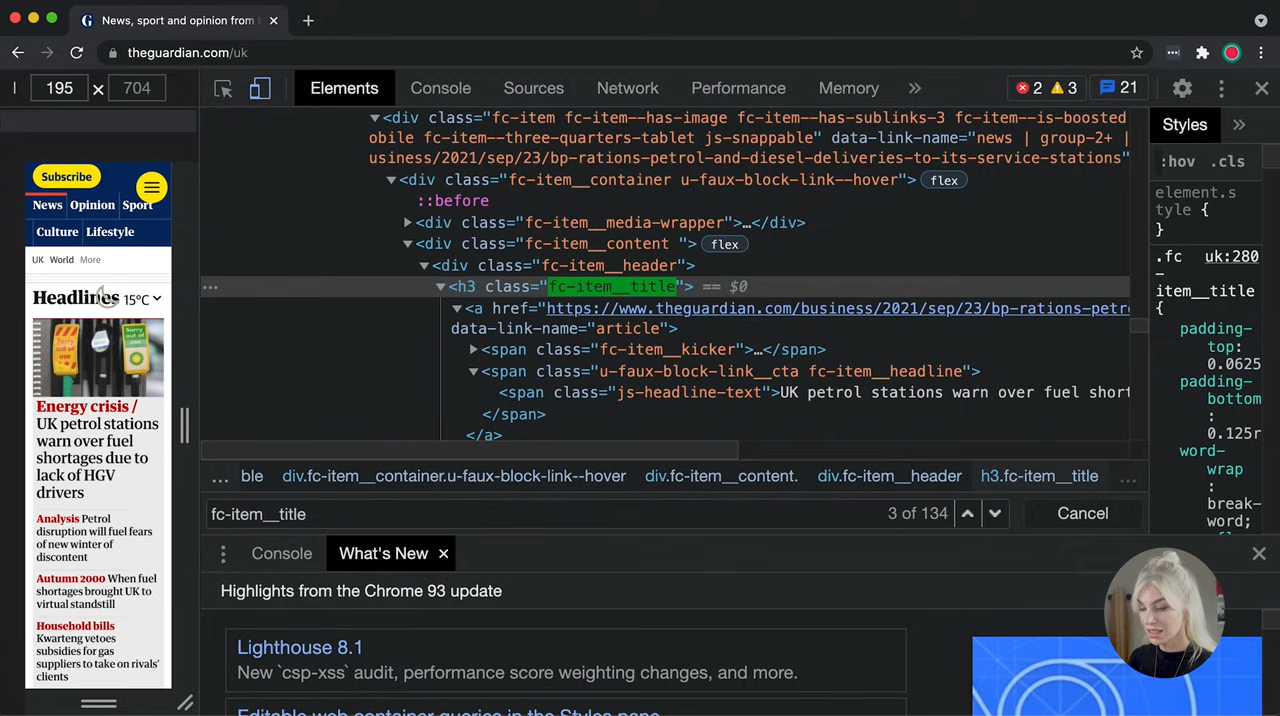 News, sport and opinion from t
theguardian.com/uk
195 × 704
Elements
Console
Sources
Network
Performance
Memory
»
2
3
21
Subscribe
News
Opinion
Sport
Culture
Lifestyle
UK
World
More
Headlines
15°C
Energy crisis /
UK petrol stations
warn over fuel
shortages due to
lack of HGV
drivers
Analysis Petrol
disruption will fuel fears
of new winter of
discontent
Autumn 2000 When fuel
shortages brought UK to
virtual standstill
Household bills
Kwarteng vetoes
subsidies for gas
suppliers to take on rivals'
clients
<div class="fc-item fc-item--has-image fc-item--has-sublinks-3 fc-item--is-boosted
obile fc-item--three-quarters-tablet js-snappable" data-link-name="news | group-2+ |
usiness/2021/sep/23/bp-rations-petrol-and-diesel-deliveries-to-its-service-stations"
<div class="fc-item__container u-faux-block-link--hover"> flex
::before
<div class="fc-item__media-wrapper">…</div>
<div class="fc-item__content "> flex
<div class="fc-item__header">
… <h3 class="fc-item__title"> == $0
<a href="https://www.theguardian.com/business/2021/sep/23/bp-rations-petro
data-link-name="article">
<span class="fc-item__kicker">…</span>
<span class="u-faux-block-link__cta fc-item__headline">
<span class="js-headline-text">UK petrol stations warn over fuel short
</span>
</a>
… ble div.fc-item__container.u-faux-block-link--hover div.fc-item__content. div.fc-item__header h3.fc-item__title …
fc-item__title
3 of 134
Cancel
Console
What's New ×
Highlights from the Chrome 93 update
Lighthouse 8.1
New `csp-xss` audit, performance score weighting changes, and more.
Editable web container queries in the Styles pane
Styles
»
:hov .cls
element.s
tyle {
}
.fc uk:280
–
item__title
{
padding-
top:
0.0625
padding-
bottom
:
0.125r
word-
wrap
:
break-
word;